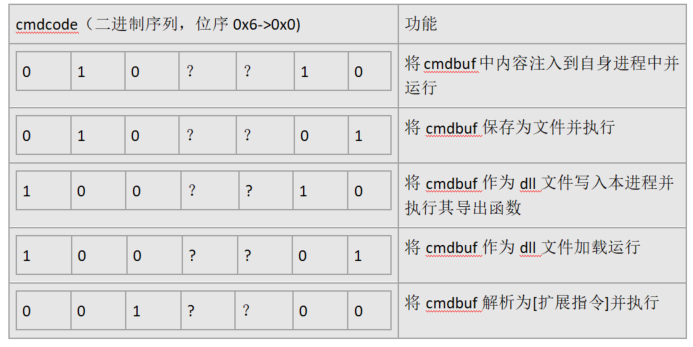 cmdcode（二进制序列，位序 0x6->0x0） 功能
0 1 0 ? ? 1 0 将 cmdbuf 中内容注入到自身进程中并
运行
0 1 0 ? ? 0 1 将 cmdbuf 保存为文件并执行
1 0 0 ? ? 1 0 将 cmdbuf 作为 dll 文件写入本进程并
执行其导出函数
1 0 0 ? ? 0 1 将 cmdbuf 作为 dll 文件加载运行
0 0 1 ? ? 0 0 将 cmdbuf 解析为[扩展指令]并执行